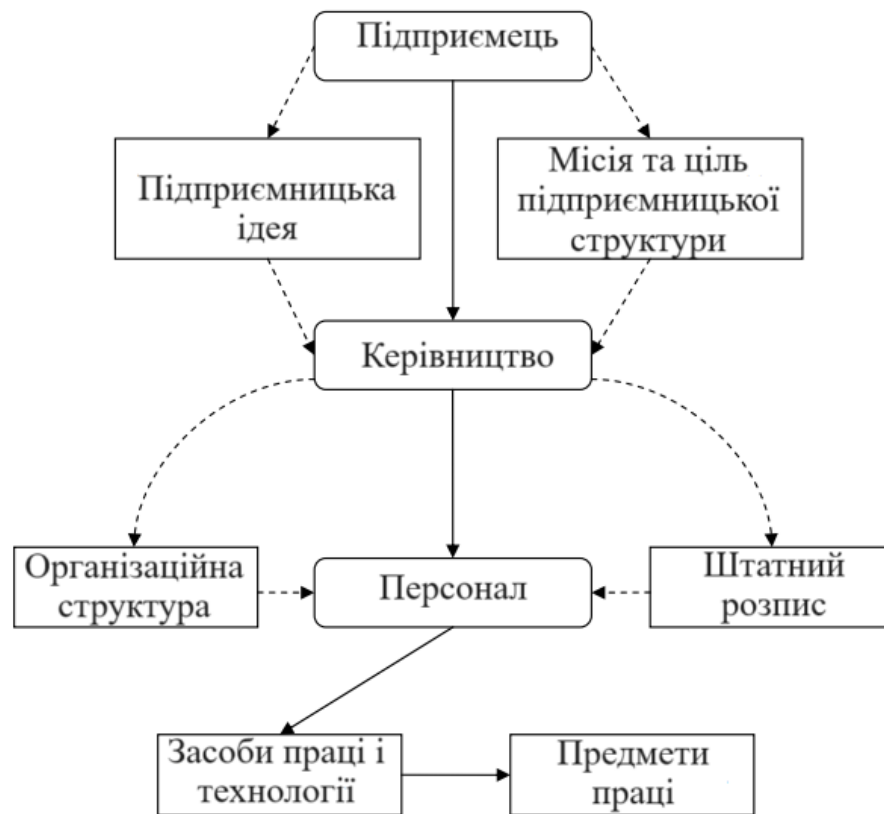 Підприємець
Підприємницька
ідея
Місія та ціль
підприємницької
структури
Керівництво
Організаційна
структура
Персонал
Штатний
розпис
Засоби праці і
технології
Предмети
праці